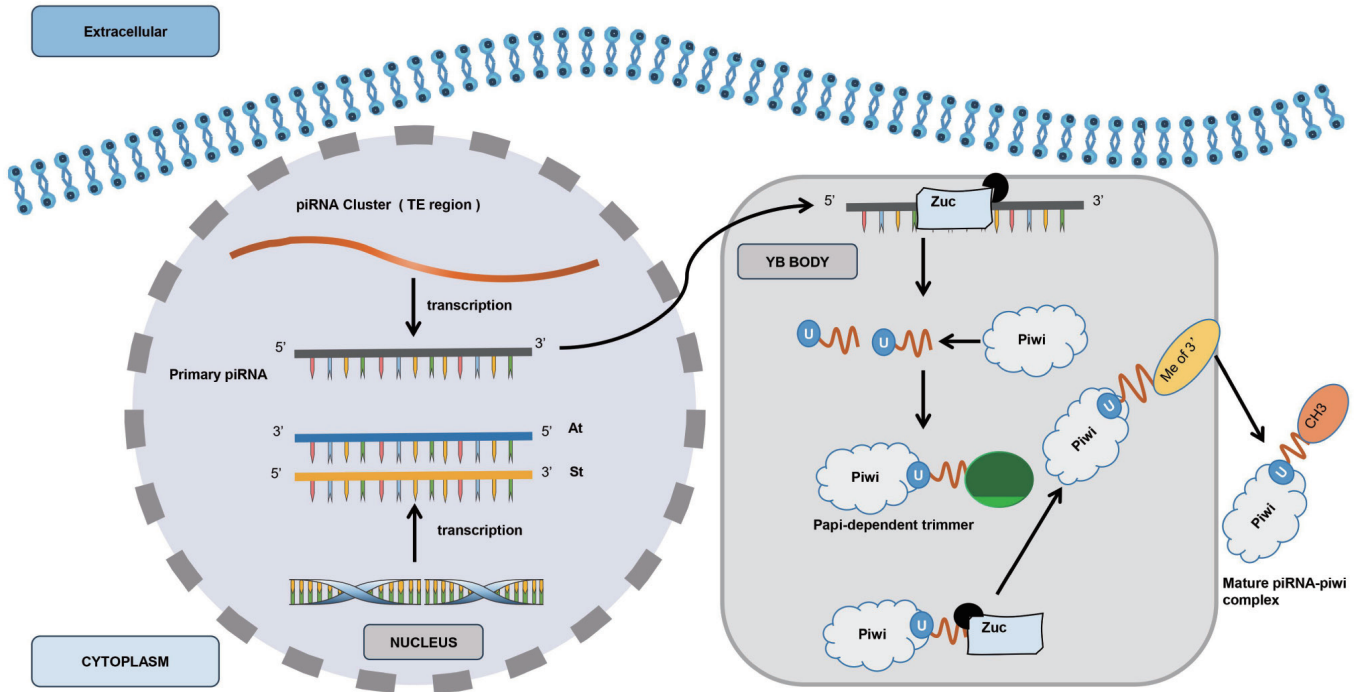 Extracellular
piRNA Cluster ( TE region )
transcription
5’
3’
Primary piRNA
3’
5’
At
5’
3’
St
transcription
NUCLEUS
CYTOPLASM
5’
Zuc
3’
YB BODY
U
U
Piwi
Piwi
U
Papi-dependent trimmer
Piwi
U
Zuc
Piwi
U
Me of 3’
CH3
U
Piwi
Mature piRNA-piwi
complex